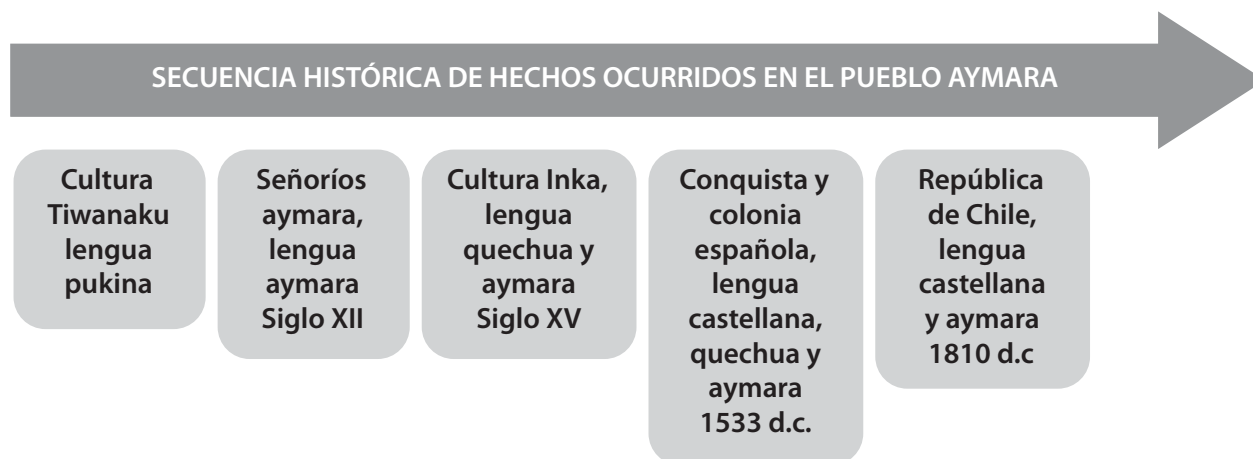 SECUENCIA HISTÓRICA DE HECHOS OCURRIDOS EN EL PUEBLO AYMARA
Cultura
Tiwanaku
lengua
pukina
Señoríos
aymara,
lengua
aymara
Siglo XII
Cultura Inka,
lengua
quechua y
aymara
Siglo XV
Conquista y
colonia
española,
lengua
castellana,
quechua y
aymara
1533 d.c.
República
de Chile,
lengua
castellana
y aymara
1810 d.c